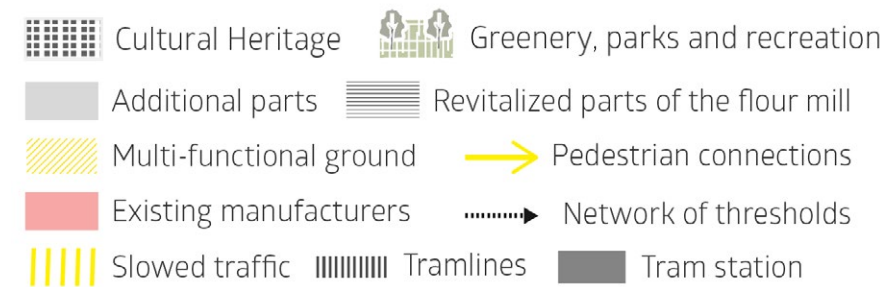 Cultural Heritage Greenery, parks and recreation
Additional parts Revitalized parts of the flour mill
Multi-functional ground Pedestrian connections
Existing manufacturers Network of thresholds
Slowed traffic Tramlines Tram station